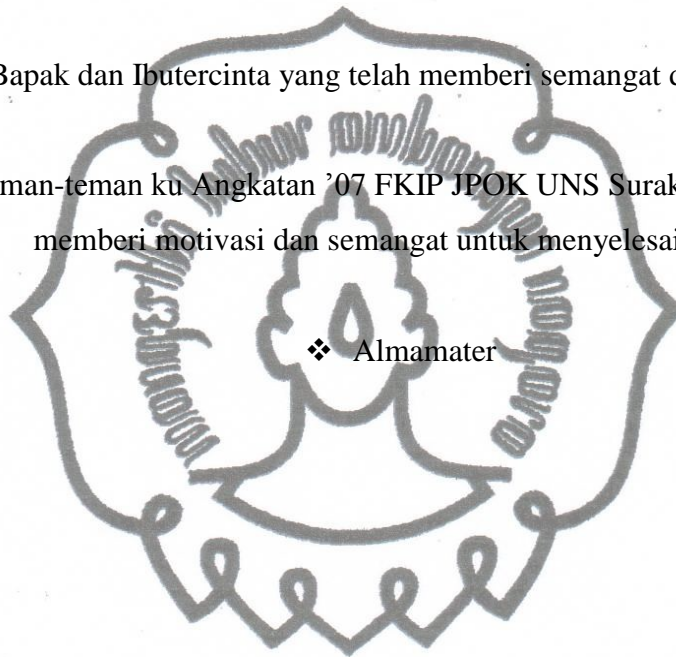 Bapak dan Ibutercinta yang telah memberi semangat d
man-teman ku Angkatan ’07 FKIP JPOK UNS Surak
memberi motivasi dan semangat untuk menyelesai
❖ Almamater